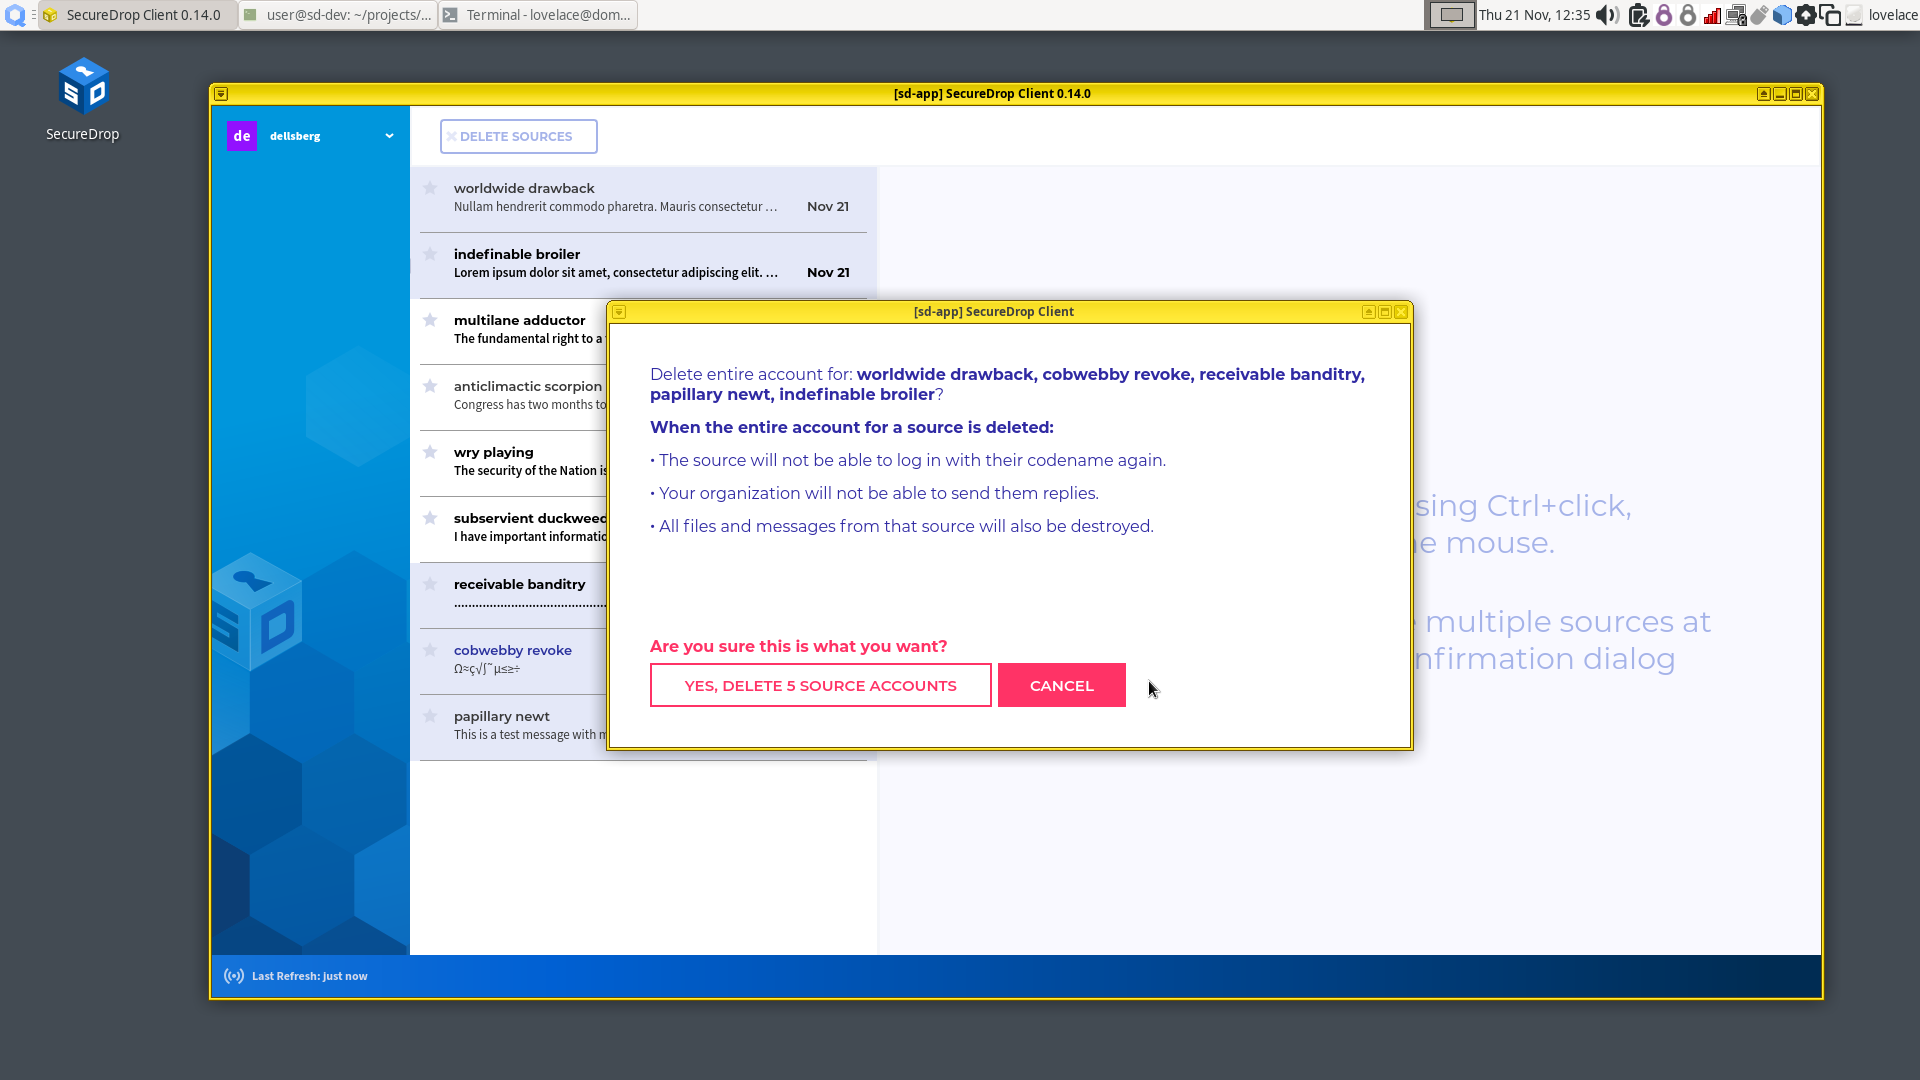 SecureDrop Client 0.14.0
user@sd-dev: ~/projects/...
Terminal - lovelace@dom...
Thu 21 Nov, 12:35
lovelace
SecureDrop
[sd-app] SecureDrop Client 0.14.0
de
dellsberg
DELETE SOURCES
worldwide drawback
Nullam hendrerit commodo pharetra. Mauris consectetur …
Nov 21
indefinable broiler
Lorem ipsum dolor sit amet, consectetur adipiscing elit. …
Nov 21
multilane adductor
The fundamental right to a
anticlimactic scorpion
Congress has two months to
wry playing
The security of the Nation is
subservient duckweed
I have important informatio
receivable banditry
cobwebby revoke
Ω≈ç√∫˜µ≤≥÷
papillary newt
This is a test message with
[sd-app] SecureDrop Client
Delete entire account for: worldwide drawback, cobwebby revoke, receivable banditry,
papillary newt, indefinable broiler?
When the entire account for a source is deleted:
• The source will not be able to log in with their codename again.
• Your organization will not be able to send them replies.
• All files and messages from that source will also be destroyed.
Are you sure this is what you want?
YES, DELETE 5 SOURCE ACCOUNTS
CANCEL
sing Ctrl+click,
e mouse.
multiple sources at
nfirmation dialog
Last Refresh: just now